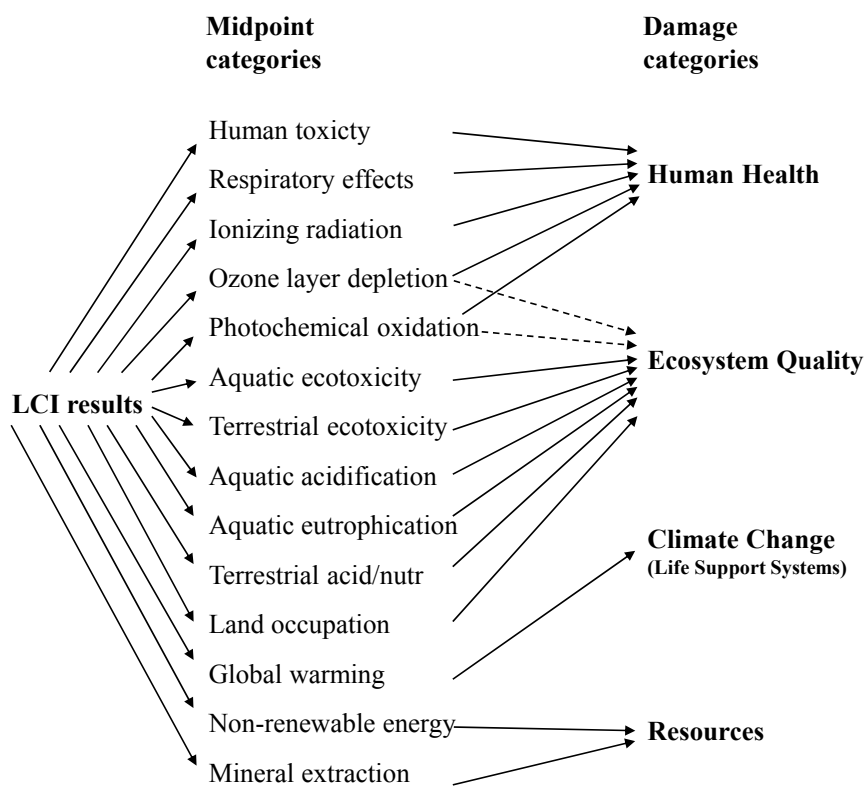 Midpoint
categories
Damage
categories
Human toxicty
Respiratory effects
Human Health
Ionizing radiation
Ozone layer depletion
Photochemical oxidation
Ecosystem Quality
Aquatic ecotoxicity
LCI results
Terrestrial ecotoxicity
Aquatic acidification
Aquatic eutrophication
Climate Change
(Life Support Systems)
Terrestrial acid/nutr
Land occupation
Global warming
Non-renewable energy
Resources
Mineral extraction